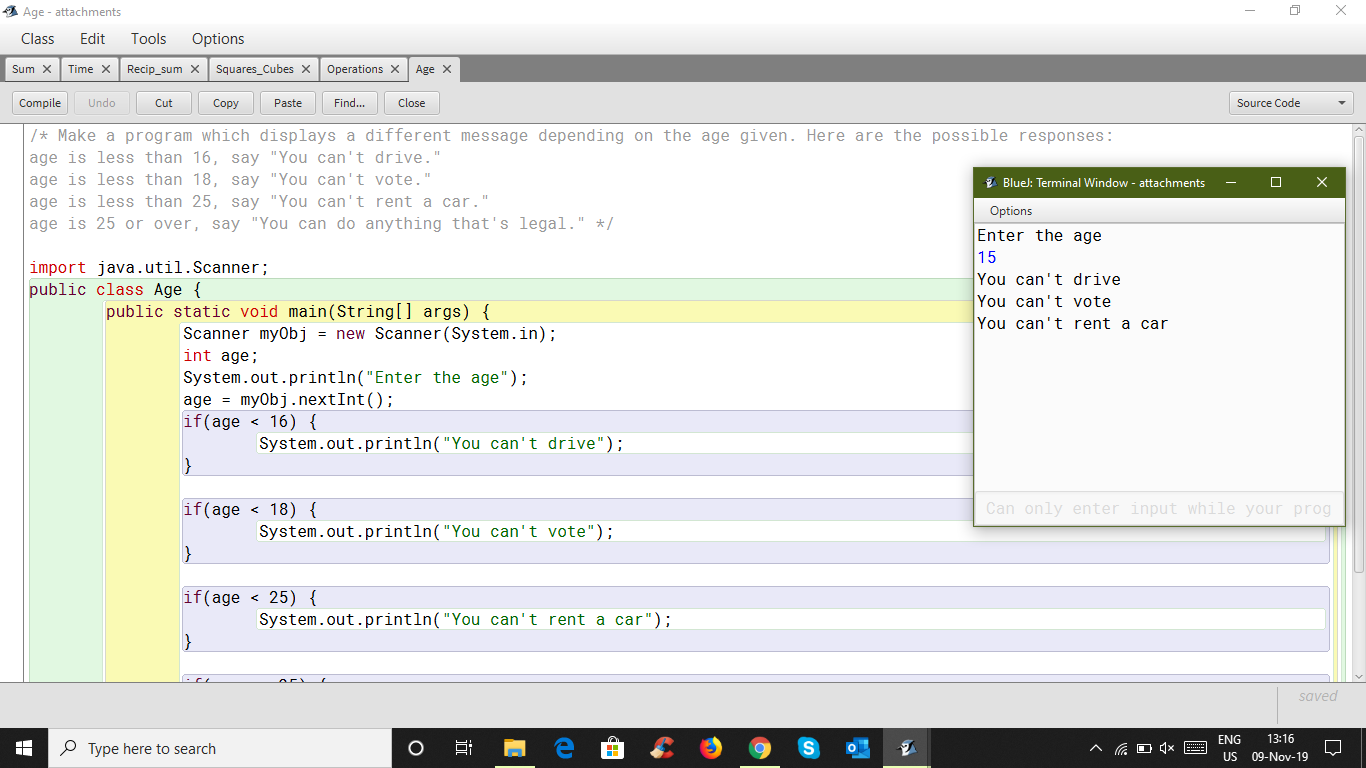 Age - attachments
Class Edit Tools Options
Sum Time Recip_sum Squares_Cubes Operations Age
Compile Undo Cut Copy Paste Find... Close Source Code
/* Make a program which displays a different message depending on the age given. Here are the possible responses:
age is less than 16, say "You can't drive."
age is less than 18, say "You can't vote."
age is less than 25, say "You can't rent a car."
age is 25 or over, say "You can do anything that's legal." */
import java.util.Scanner;
public class Age {
public static void main(String[] args) {
Scanner myObj = new Scanner(System.in);
int age;
System.out.println("Enter the age");
age = myObj.nextInt();
if(age < 16) {
System.out.println("You can't drive");
}
if(age < 18) {
System.out.println("You can't vote");
}
if(age < 25) {
System.out.println("You can't rent a car");
}
BlueJ: Terminal Window - attachments
Options
Enter the age
15
You can't drive
You can't vote
You can't rent a car
Can only enter input while your prog
saved
Type here to search
ENG
US
13:16
09-Nov-19